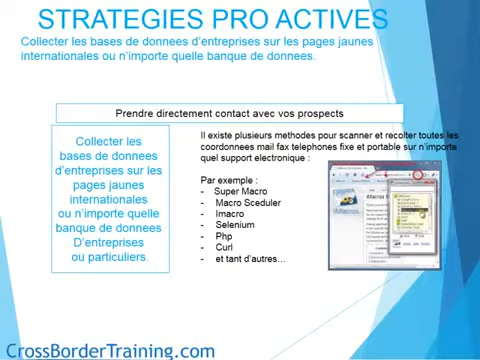 STRATEGIES PRO ACTIVES
Collecter les bases de donnees d'entreprises sur les pages jaunes
internationales ou n'importe quelle banque de donnees.
Prendre directement contact avec vos prospects
Collecter les
bases de donnees
d'entreprises sur les
pages jaunes
internationales
ou n'importe quelle
banque de donnees
D'entreprises
ou particuliers.
Il existe plusieurs methodes pour scanner et recolter toutes les
coordonnees mail fax telephones fixe et portable sur n'importe
quel support electronique :
Par exemple :
- Super Macro
- Macro Sceduler
- Imacro
- Selenium
- Php
- Curl
- et tant d'autres...
iMacros
CrossBorderTraining.com